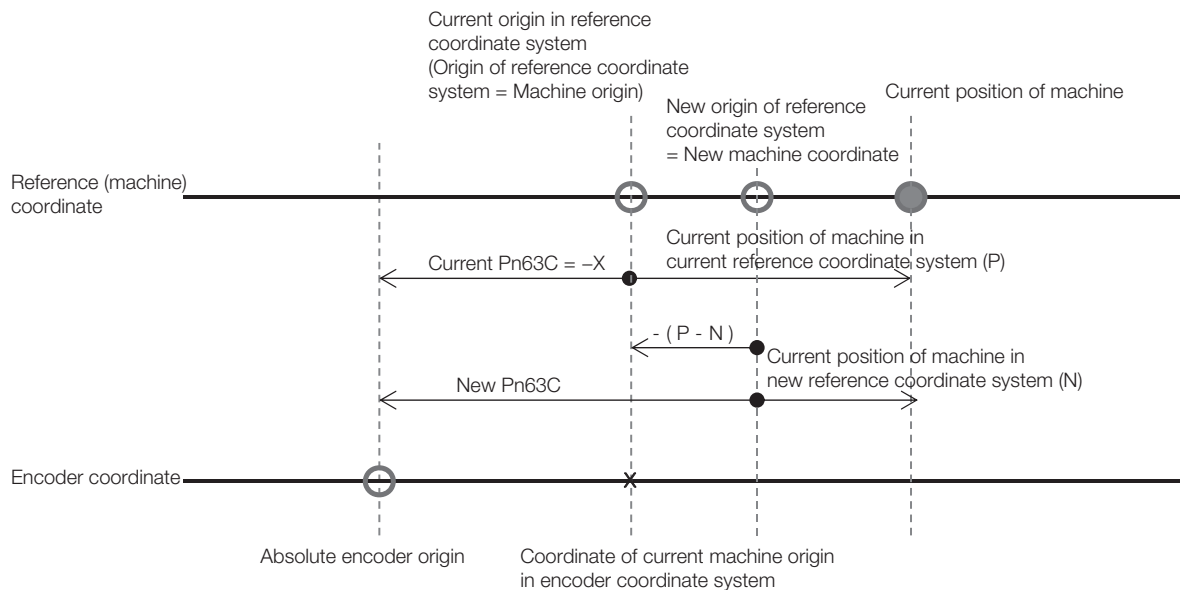 Current origin in reference
coordinate system
(Origin of reference coordinate
system = Machine origin)
New origin of reference
coordinate system
= New machine coordinate
Current position of machine
Reference (machine)
coordinate
Current Pn63C = –X
Current position of machine in
current reference coordinate system (P)
- ( P - N )
Current position of machine in
new reference coordinate system (N)
New Pn63C
Encoder coordinate
x
Absolute encoder origin
Coordinate of current machine origin
in encoder coordinate system